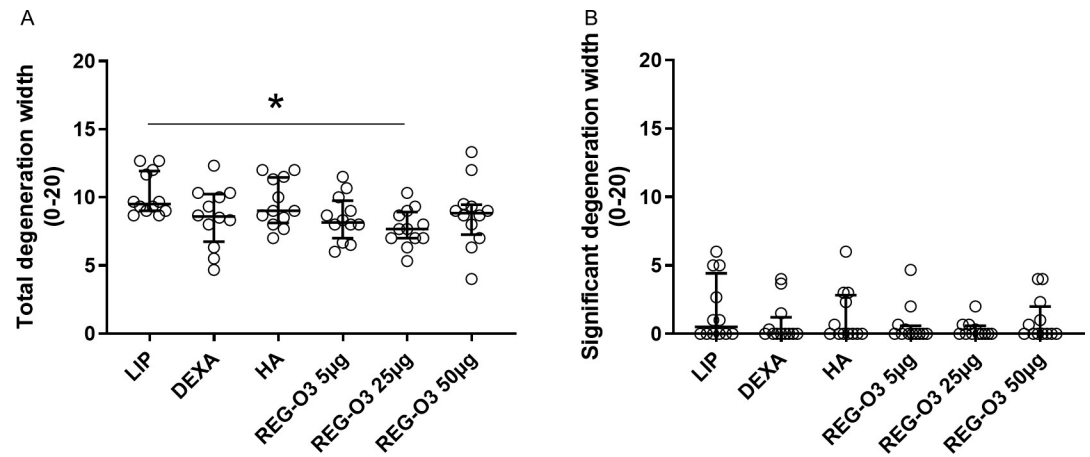 A
Total degeneration width
(0-20)
20
15
10
5
0
*
LIP
DEXA
HA
REG-O3 5µg
REG-O3 25µg
REG-O3 50µg
B
Significant degeneration width
(0-20)
20
15
10
5
0
LIP
DEXA
HA
REG-O3 5µg
REG-O3 25µg
REG-O3 50µg